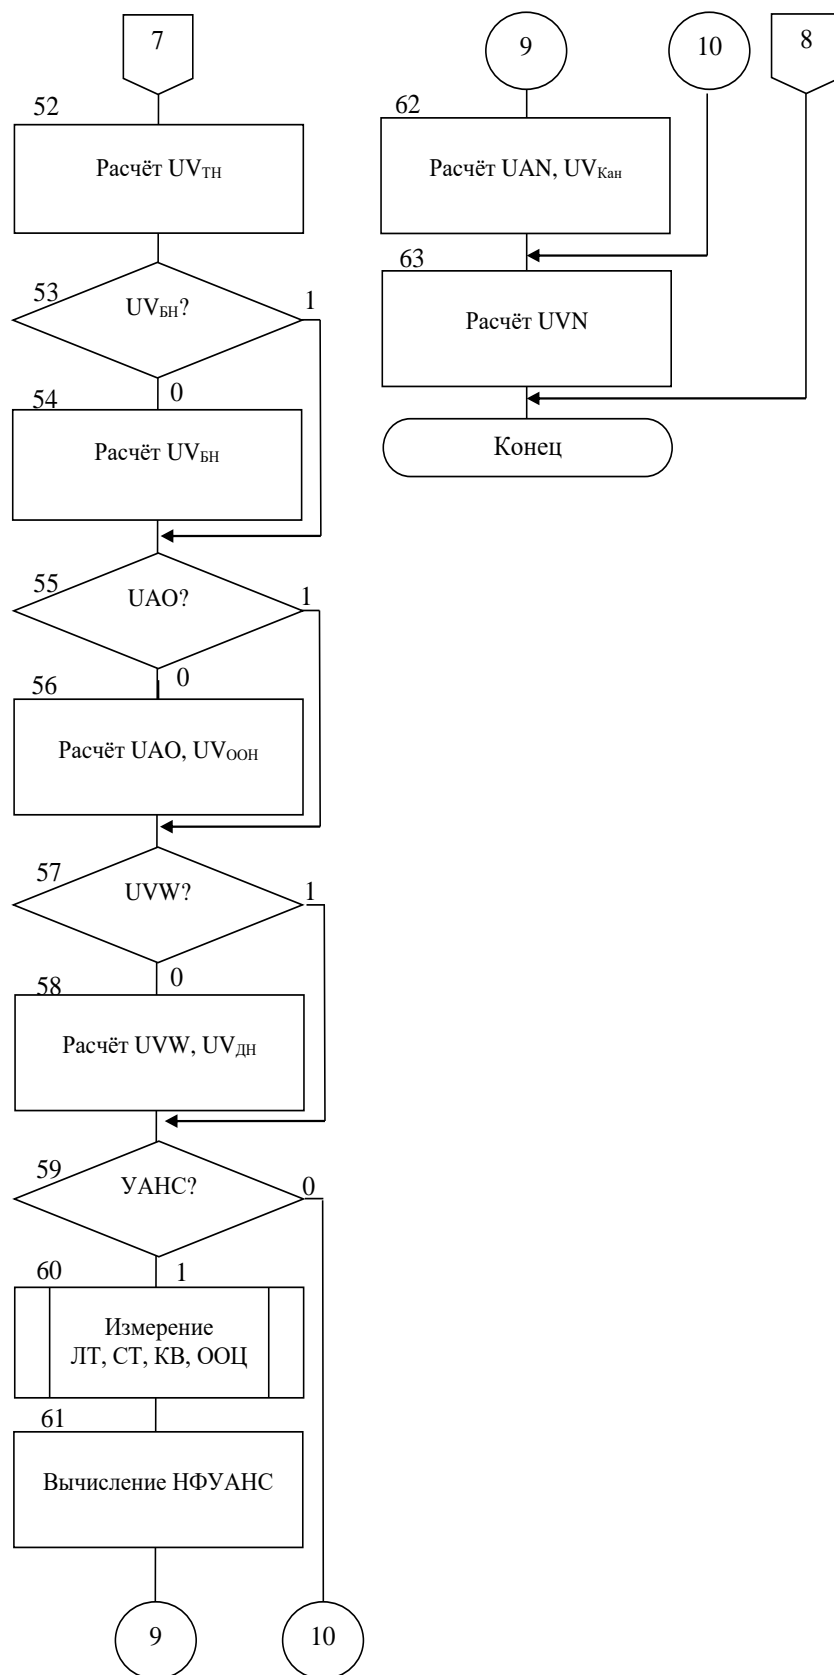 7
52
Расчёт UVТН
53
UVБН?
1
0
54
Расчёт UVБН
55
UAO?
1
0
56
Расчёт UAO, UVООН
57
UVW?
1
0
58
Расчёт UVW, UVДН
59
УАНС?
0
1
60
Измерение
ЛТ, СТ, КВ, ООЦ
61
Вычисление НФУАНС
9
10
9
10
8
62
Расчёт UAN, UVКан
63
Расчёт UVN
Конец